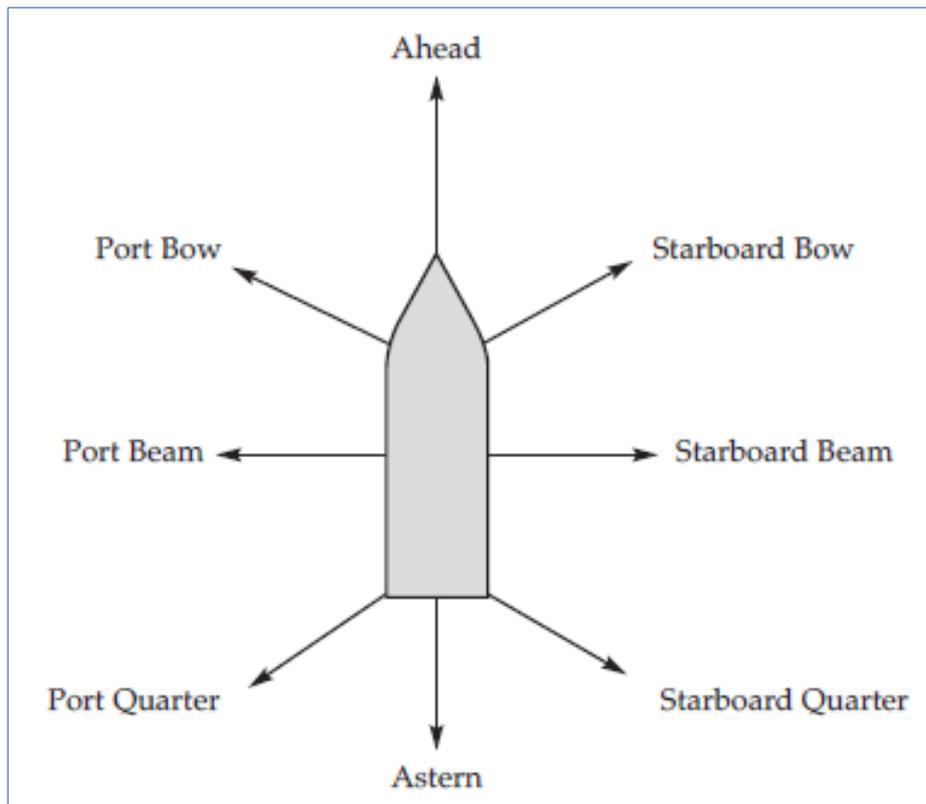 Ahead
Port Bow
Starboard Bow
Port Beam
Starboard Beam
Port Quarter
Starboard Quarter
Astern